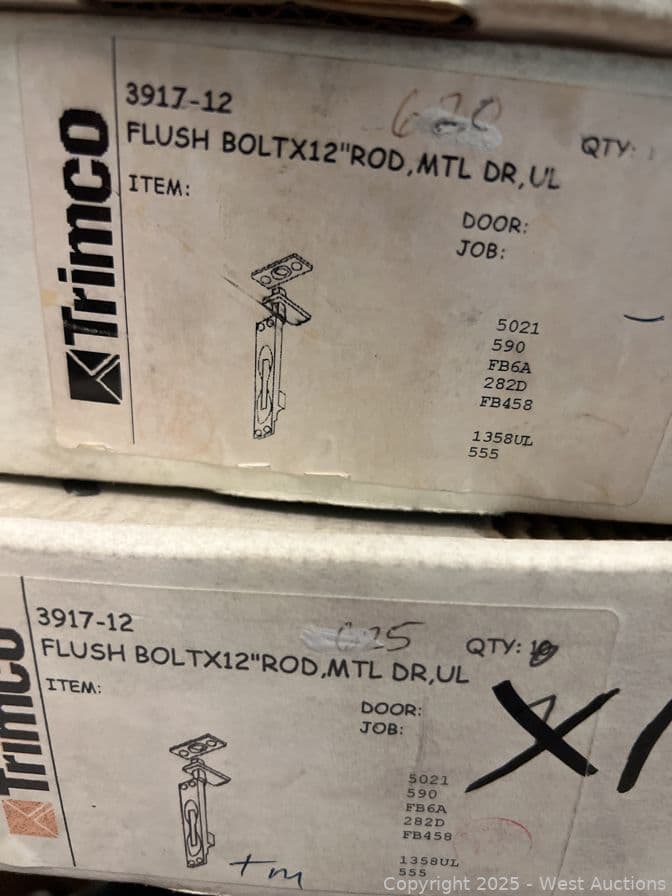 Trimco
3917-12
620
FLUSH BOLTX12"ROD,MTL DR,UL
QTY:
ITEM:
DOOR:
JOB:
5021
590
FB6A
282D
FB458
1358UL
555
Trimco
3917-12
625
FLUSH BOLTX12"ROD,MTL DR,UL
QTY:
ITEM:
DOOR:
JOB:
X1
5021
590
FB6A
282D
FB458
1358UL
555
+m
Copyright © 2025 - West Auctions